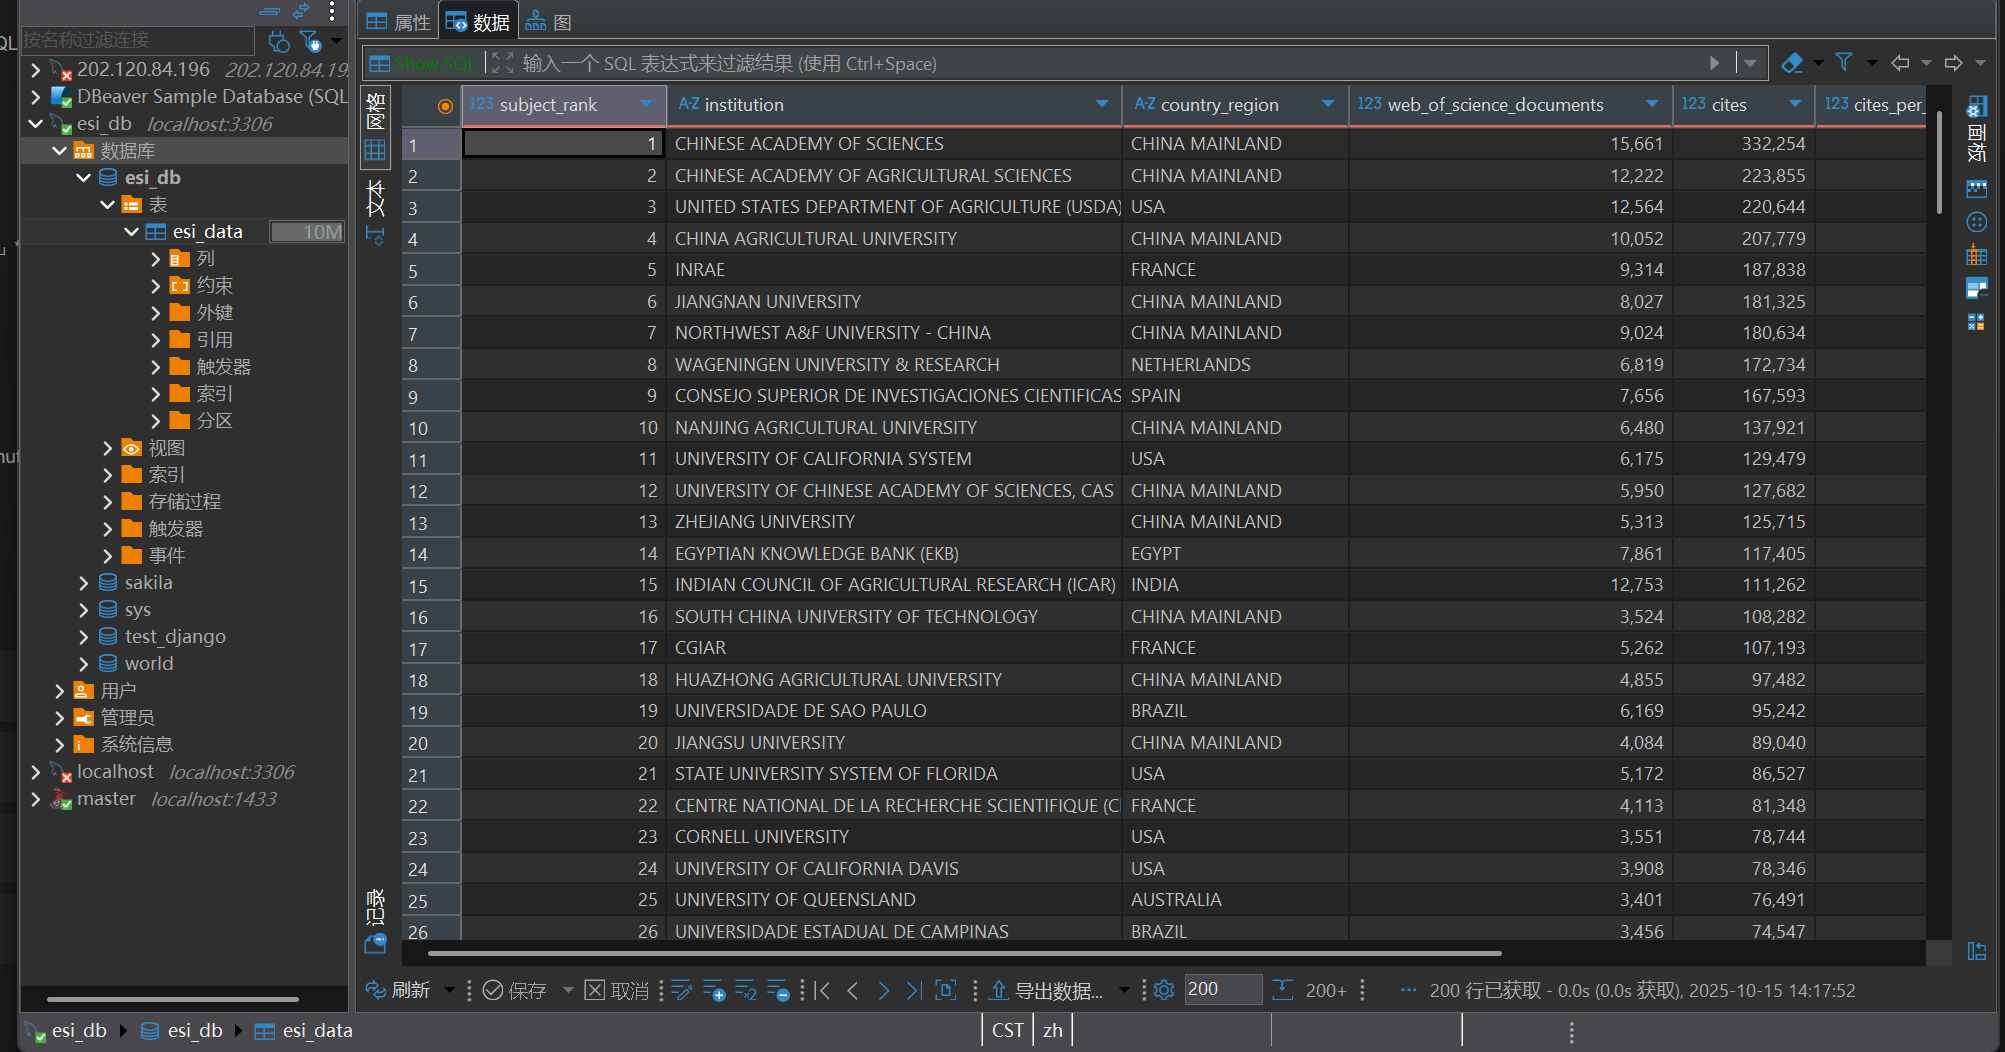 属性 数据 图
按名称过滤连接
Show SQL 输入一个 SQL 表达式来过滤结果 (使用 Ctrl+Space)
202.120.84.196 202.120.84.19
DBeaver Sample Database (SQL
esi_db localhost:3306
数据库
esi_db
表
esi_data 10M
列
约束
外键
引用
触发器
索引
分区
视图
索引
存储过程
触发器
事件
sakila
sys
test_django
world
用户
管理员
系统信息
localhost localhost:3306
master localhost:1433
网格
文本
记录
123 subject_rank A-Z institution A-Z country_region 123 web_of_science_documents 123 cites 123 cites_per_
1 1 CHINESE ACADEMY OF SCIENCES CHINA MAINLAND 15,661 332,254
2 2 CHINESE ACADEMY OF AGRICULTURAL SCIENCES CHINA MAINLAND 12,222 223,855
3 3 UNITED STATES DEPARTMENT OF AGRICULTURE (USDA) USA 12,564 220,644
4 4 CHINA AGRICULTURAL UNIVERSITY CHINA MAINLAND 10,052 207,779
5 5 INRAE FRANCE 9,314 187,838
6 6 JIANGNAN UNIVERSITY CHINA MAINLAND 8,027 181,325
7 7 NORTHWEST A&F UNIVERSITY - CHINA CHINA MAINLAND 9,024 180,634
8 8 WAGENINGEN UNIVERSITY & RESEARCH NETHERLANDS 6,819 172,734
9 9 CONSEJO SUPERIOR DE INVESTIGACIONES CIENTIFICAS SPAIN 7,656 167,593
10 10 NANJING AGRICULTURAL UNIVERSITY CHINA MAINLAND 6,480 137,921
11 11 UNIVERSITY OF CALIFORNIA SYSTEM USA 6,175 129,479
12 12 UNIVERSITY OF CHINESE ACADEMY OF SCIENCES, CAS CHINA MAINLAND 5,950 127,682
13 13 ZHEJIANG UNIVERSITY CHINA MAINLAND 5,313 125,715
14 14 EGYPTIAN KNOWLEDGE BANK (EKB) EGYPT 7,861 117,405
15 15 INDIAN COUNCIL OF AGRICULTURAL RESEARCH (ICAR) INDIA 12,753 111,262
16 16 SOUTH CHINA UNIVERSITY OF TECHNOLOGY CHINA MAINLAND 3,524 108,282
17 17 CGIAR FRANCE 5,262 107,193
18 18 HUAZHONG AGRICULTURAL UNIVERSITY CHINA MAINLAND 4,855 97,482
19 19 UNIVERSIDADE DE SAO PAULO BRAZIL 6,169 95,242
20 20 JIANGSU UNIVERSITY CHINA MAINLAND 4,084 89,040
21 21 STATE UNIVERSITY SYSTEM OF FLORIDA USA 5,172 86,527
22 22 CENTRE NATIONAL DE LA RECHERCHE SCIENTIFIQUE (C FRANCE 4,113 81,348
23 23 CORNELL UNIVERSITY USA 3,551 78,744
24 24 UNIVERSITY OF CALIFORNIA DAVIS USA 3,908 78,346
25 25 UNIVERSITY OF QUEENSLAND AUSTRALIA 3,401 76,491
26 26 UNIVERSIDADE ESTADUAL DE CAMPINAS BRAZIL 3,456 74,547
面板
刷新 保存 取消 导出数据... 200 200+ 200 行已获取 - 0.0s (0.0s 获取), 2025-10-15 14:17:52
esi_db esi_db esi_data CST zh